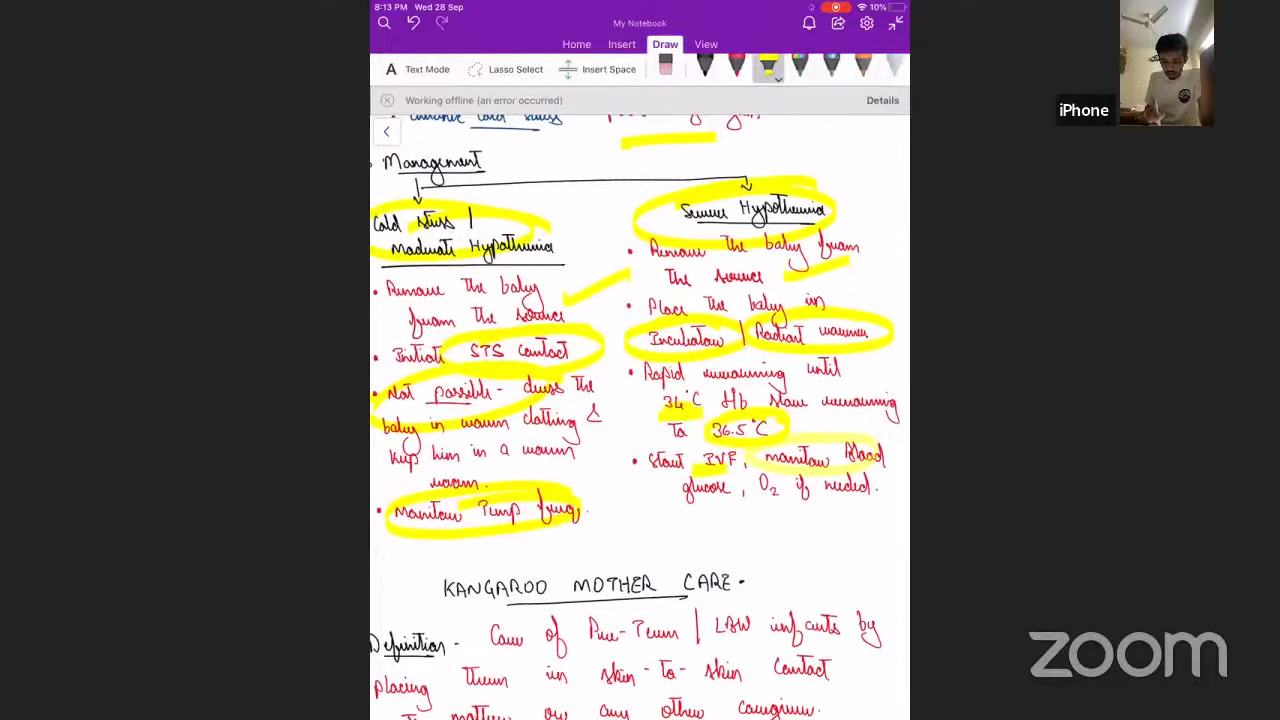 8:13 PM Wed 28 Sep
10%
My Notebook
Home Insert Draw View
Text Mode Lasso Select Insert Space
Working offline (an error occurred) Details
iPhone
cold stress
• Management
Cold stress |
Moderate Hypothermia
• Remove the baby
from the source
• Initiate STS contact
• Not possible - dress the
baby in warm clothing &
keep him in a warm
room.
• Monitor Temp freq.
Severe Hypothermia
• Remove the baby from
the source
• Place the baby in
Incubator | Radiant warmer
• Rapid rewarming until
34°C slow rewarming
to 36.5°C
• Start IVF, monitor Blood
glucose, O2 if needed.
KANGAROO MOTHER CARE.
Definition - Care of Pre-Term | LBW infants by
placing them in skin-to-skin contact
mother or any other caregiver.
zoom